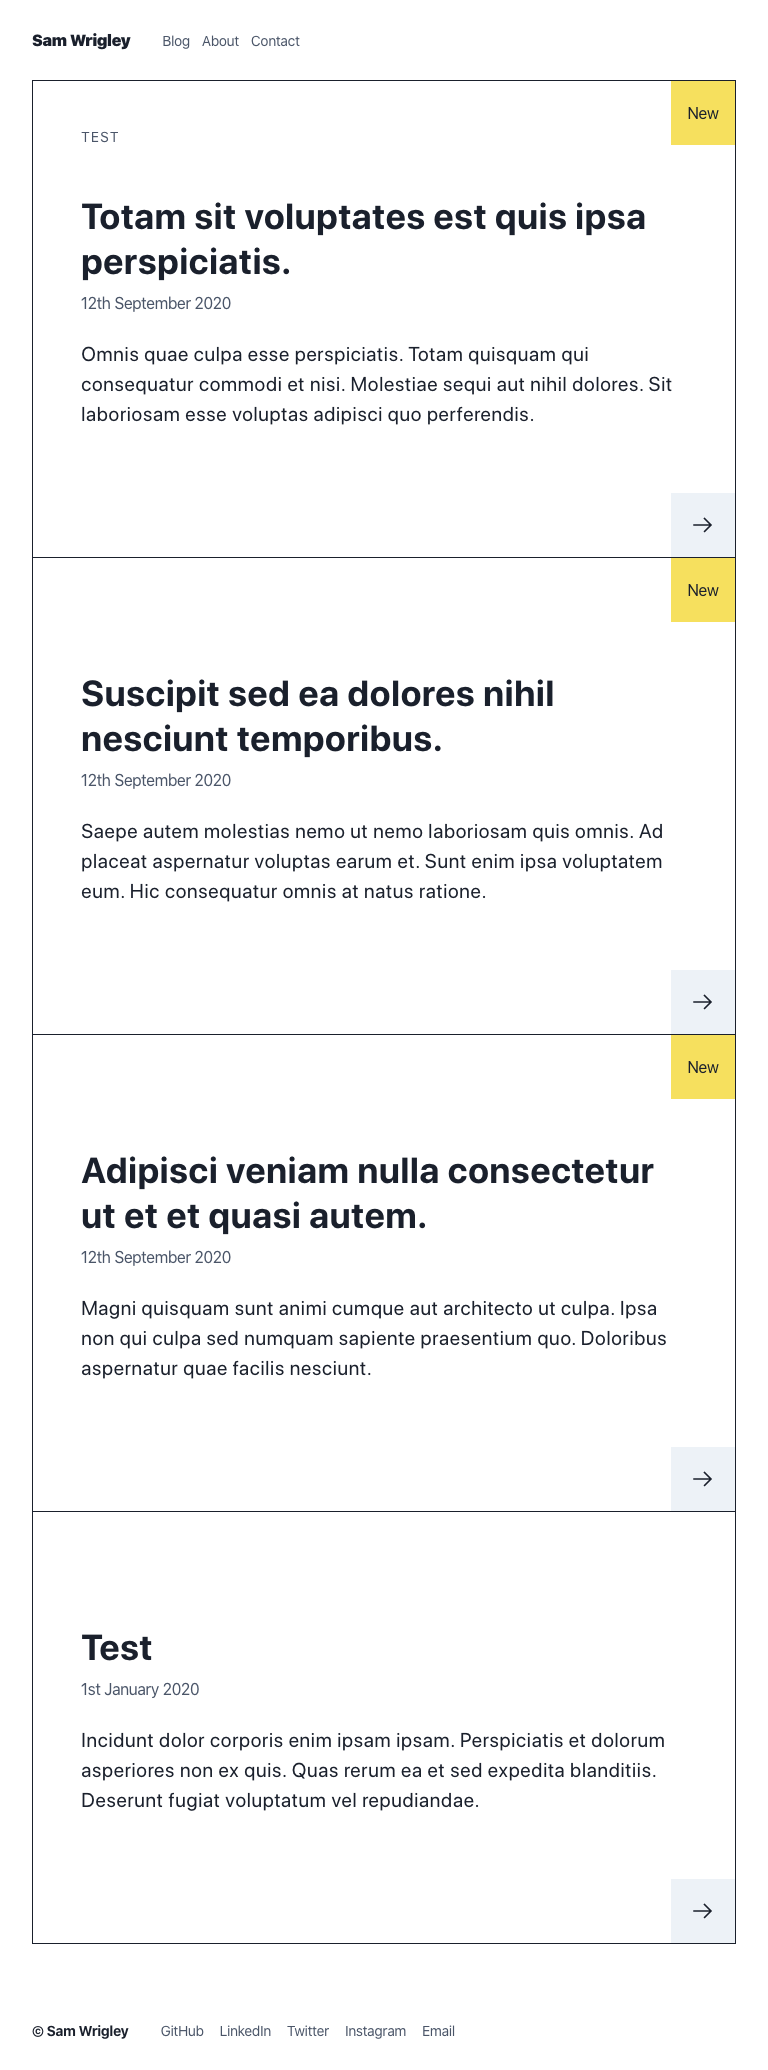 Sam Wrigley Blog About Contact
New
TEST
Totam sit voluptates est quis ipsa
perspiciatis.
12th September 2020
Omnis quae culpa esse perspiciatis. Totam quisquam qui
consequatur commodi et nisi. Molestiae sequi aut nihil dolores. Sit
laboriosam esse voluptas adipisci quo perferendis.
New
Suscipit sed ea dolores nihil
nesciunt temporibus.
12th September 2020
Saepe autem molestias nemo ut nemo laboriosam quis omnis. Ad
placeat aspernatur voluptas earum et. Sunt enim ipsa voluptatem
eum. Hic consequatur omnis at natus ratione.
New
Adipisci veniam nulla consectetur
ut et et quasi autem.
12th September 2020
Magni quisquam sunt animi cumque aut architecto ut culpa. Ipsa
non qui culpa sed numquam sapiente praesentium quo. Doloribus
aspernatur quae facilis nesciunt.
Test
1st January 2020
Incidunt dolor corporis enim ipsam ipsam. Perspiciatis et dolorum
asperiores non ex quis. Quas rerum ea et sed expedita blanditiis.
Deserunt fugiat voluptatum vel repudiandae.
© Sam Wrigley GitHub LinkedIn Twitter Instagram Email